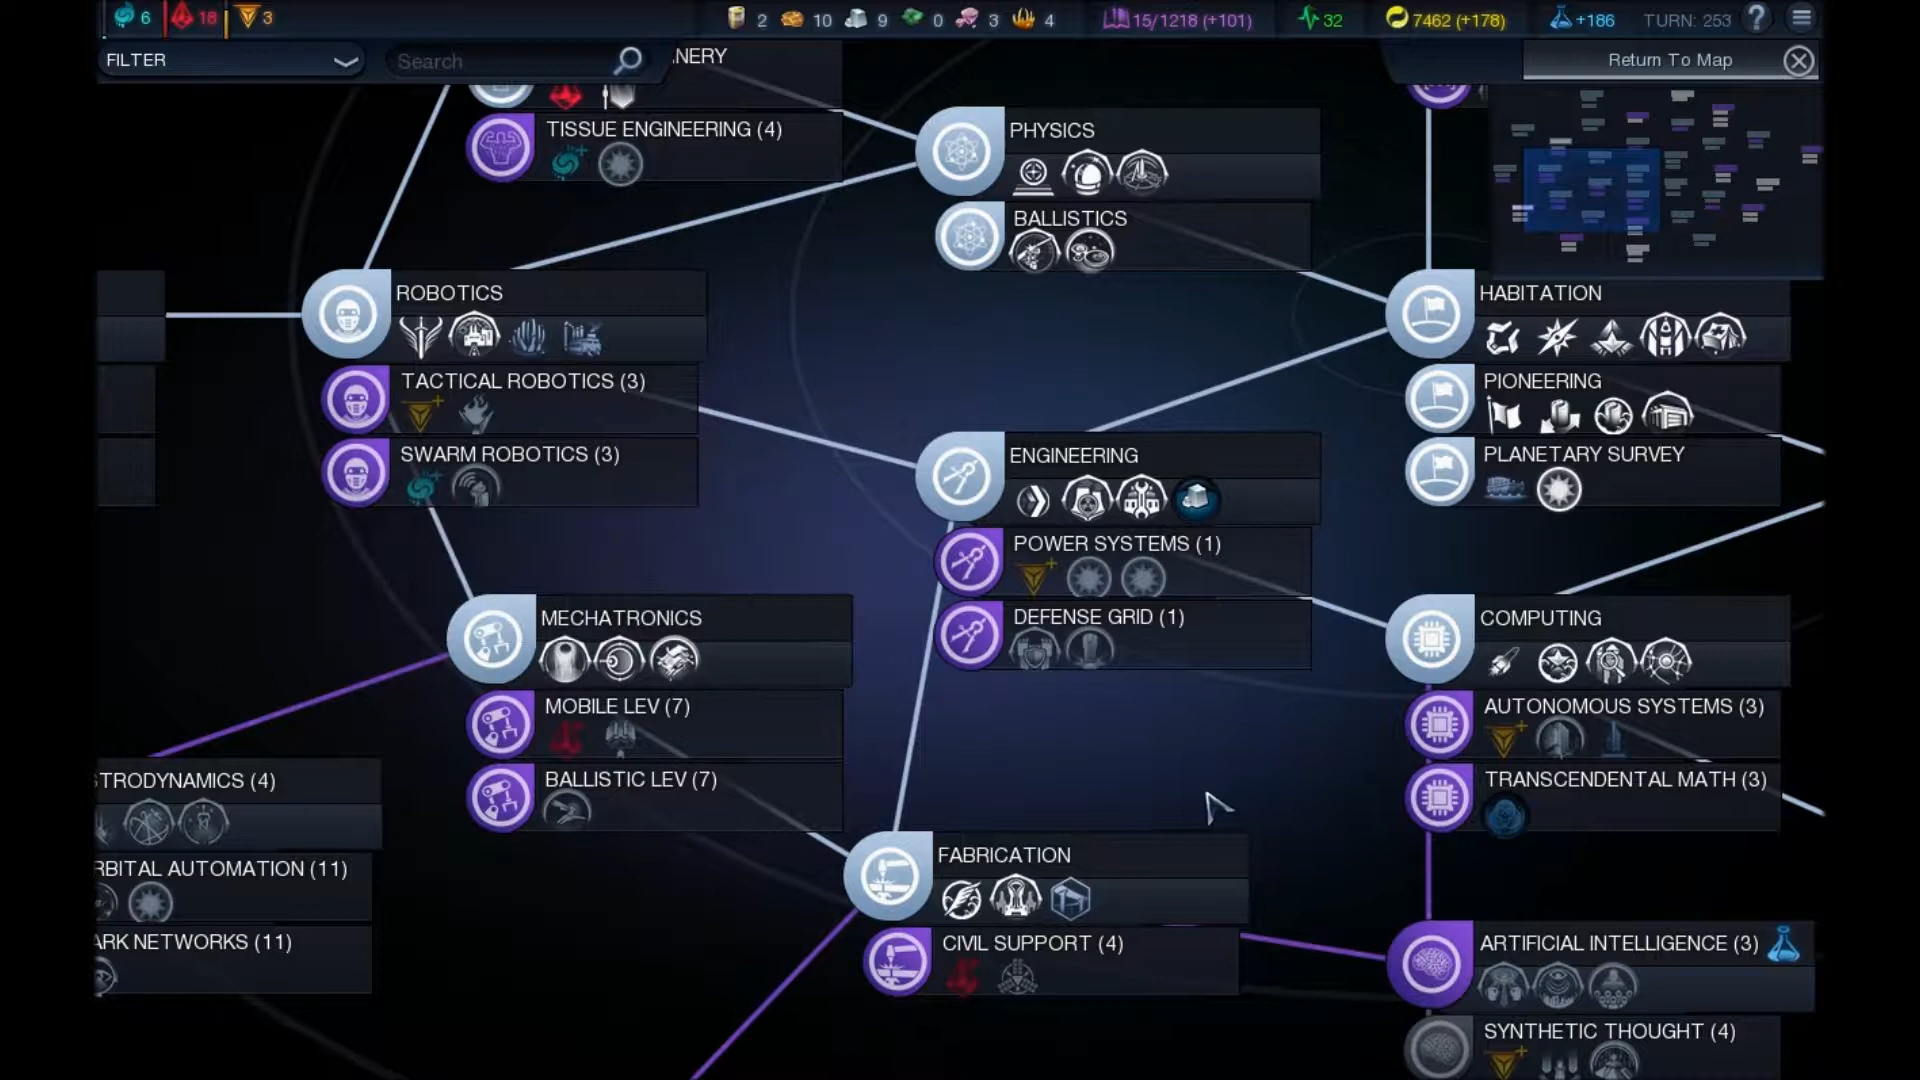 6 18 3 2 10 9 0 3 4 15/1218 (+101) 32 7462 (+178) +186 TURN: 253 ?
FILTER Search NERY Return To Map
TISSUE ENGINEERING (4)
PHYSICS
BALLISTICS
ROBOTICS
TACTICAL ROBOTICS (3)
SWARM ROBOTICS (3)
HABITATION
PIONEERING
PLANETARY SURVEY
ENGINEERING
POWER SYSTEMS (1)
DEFENSE GRID (1)
MECHATRONICS
MOBILE LEV (7)
BALLISTIC LEV (7)
COMPUTING
AUTONOMOUS SYSTEMS (3)
TRANSCENDENTAL MATH (3)
STRODYNAMICS (4)
RBITAL AUTOMATION (11)
ARK NETWORKS (11)
FABRICATION
CIVIL SUPPORT (4)
ARTIFICIAL INTELLIGENCE (3)
SYNTHETIC THOUGHT (4)